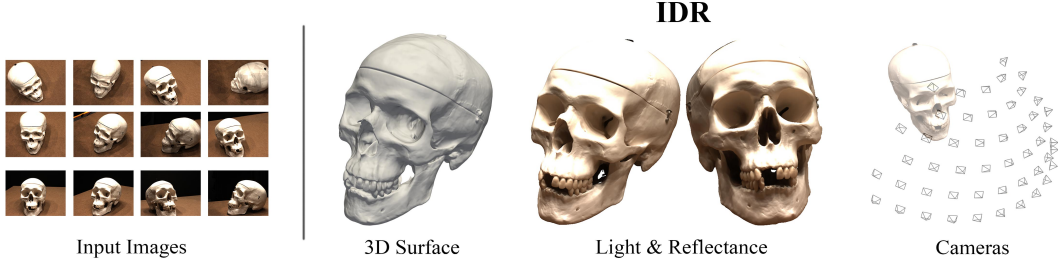 IDR
Input Images
3D Surface
Light & Reflectance
Cameras